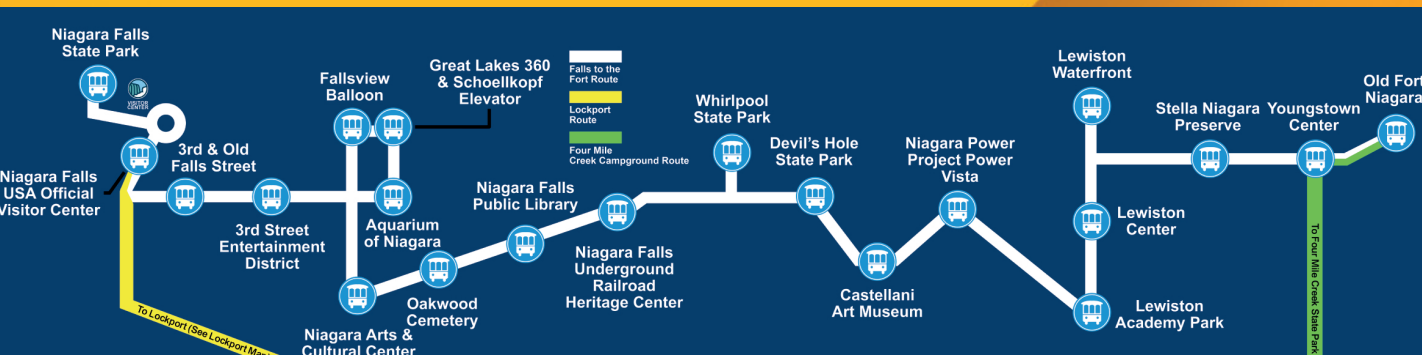 Niagara Falls
State Park
VISITOR
CENTER
Niagara Falls
USA Official
Visitor Center
3rd & Old
Falls Street
3rd Street
Entertainment
District
Fallsview
Balloon
Great Lakes 360
& Schoellkopf
Elevator
Aquarium
of Niagara
Niagara Arts &
Cultural Center
Oakwood
Cemetery
Niagara Falls
Public Library
Falls to the
Fort Route
Lockport
Route
Four Mile
Creek Campground Route
Niagara Falls
Underground
Railroad
Heritage Center
Whirlpool
State Park
Devil's Hole
State Park
Castellani
Art Museum
Niagara Power
Project Power
Vista
Lewiston
Waterfront
Lewiston
Center
Lewiston
Academy Park
Stella Niagara
Preserve
Youngstown
Center
Old Fort
Niagara
To Lockport (See Lockport Map)
To Four Mile Creek State Park